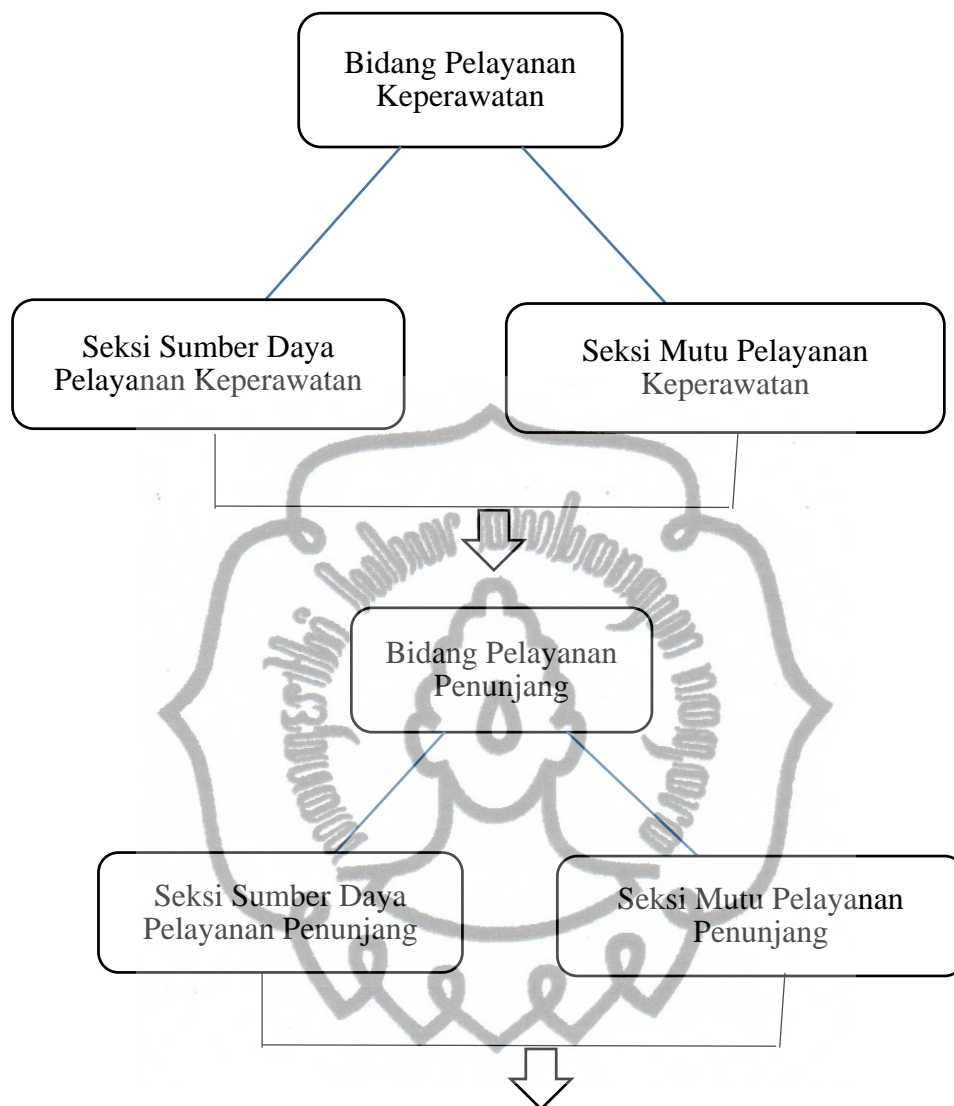 Bidang Pelayanan
Keperawatan
Seksi Sumber Daya
Pelayanan Keperawatan
Seksi Mutu Pelayanan
Keperawatan
Bidang Pelayanan
Penunjang
Seksi Sumber Daya
Pelayanan Penunjang
Seksi Mutu Pelayanan
Penunjang